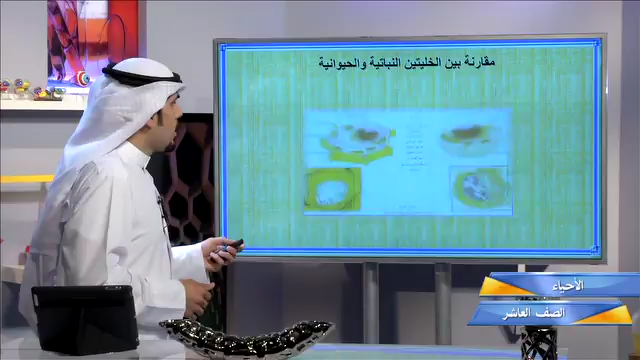 مقارنة بين الخليتين النباتية والحيوانية
الأحياء
الصف العاشر